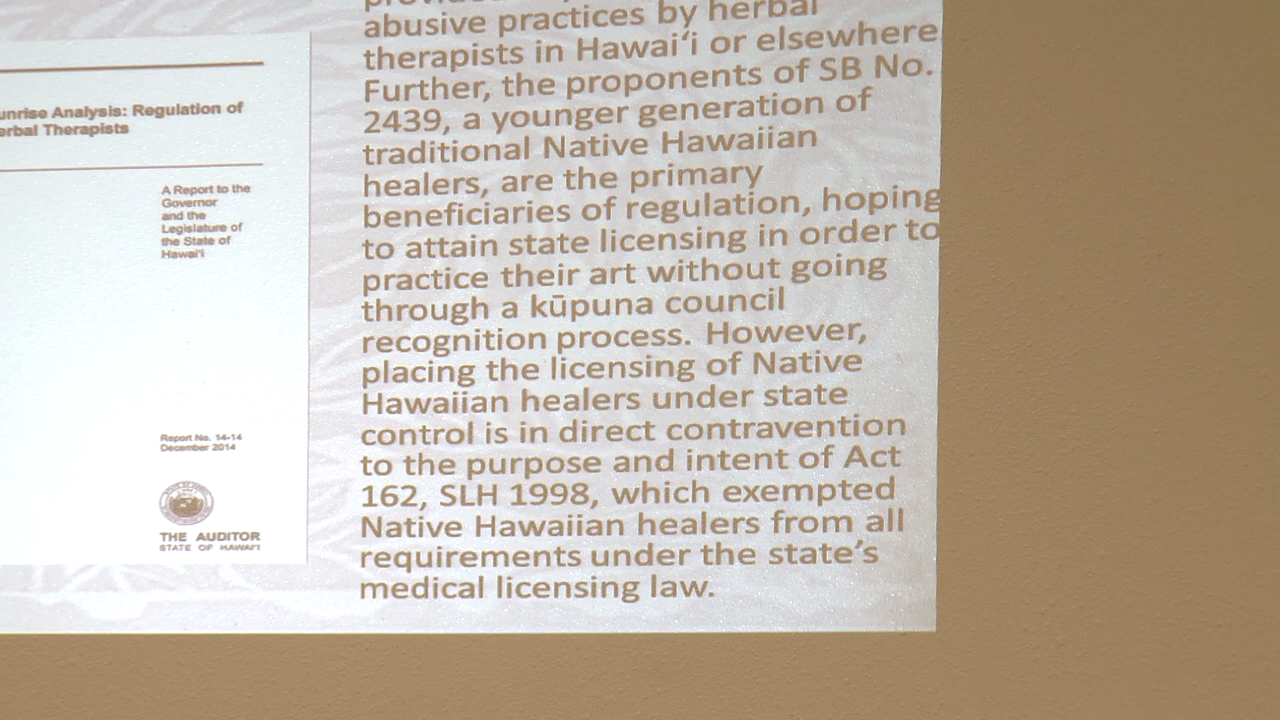 unrise Analysis: Regulation of
erbal Therapists
A Report to the
Governor
and the
Legislature of
the State of
Hawai'i
Report No. 14-14
December 2014
THE AUDITOR
STATE OF HAWAI'I
abusive practices by herbal
therapists in Hawaiʻi or elsewhere
Further, the proponents of SB No.
2439, a younger generation of
traditional Native Hawaiian
healers, are the primary
beneficiaries of regulation, hoping
to attain state licensing in order to
practice their art without going
through a kūpuna council
recognition process. However,
placing the licensing of Native
Hawaiian healers under state
control is in direct contravention
to the purpose and intent of Act
162, SLH 1998, which exempted
Native Hawaiian healers from all
requirements under the state’s
medical licensing law.